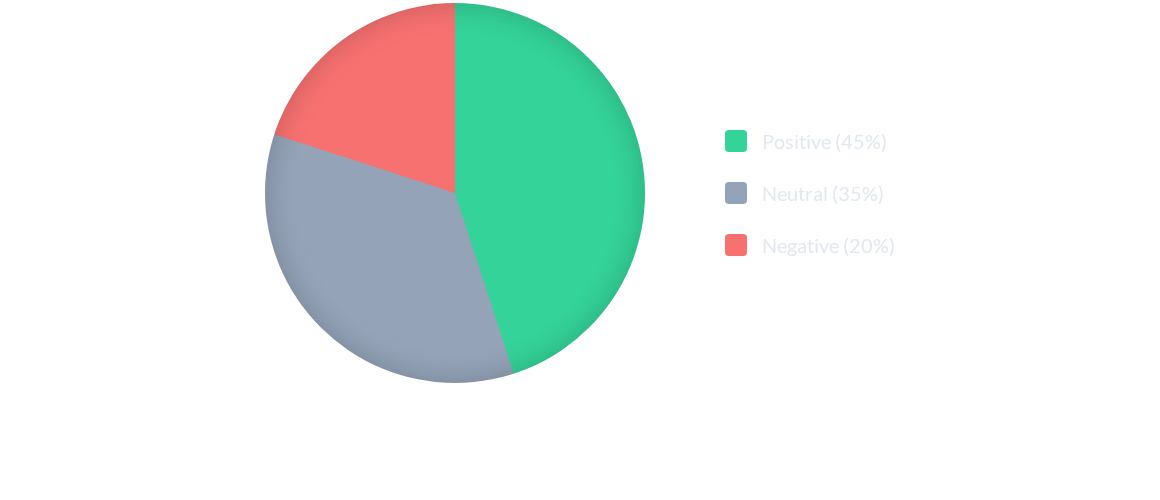 Positive (45%)
Neutral (35%)
Negative (20%)